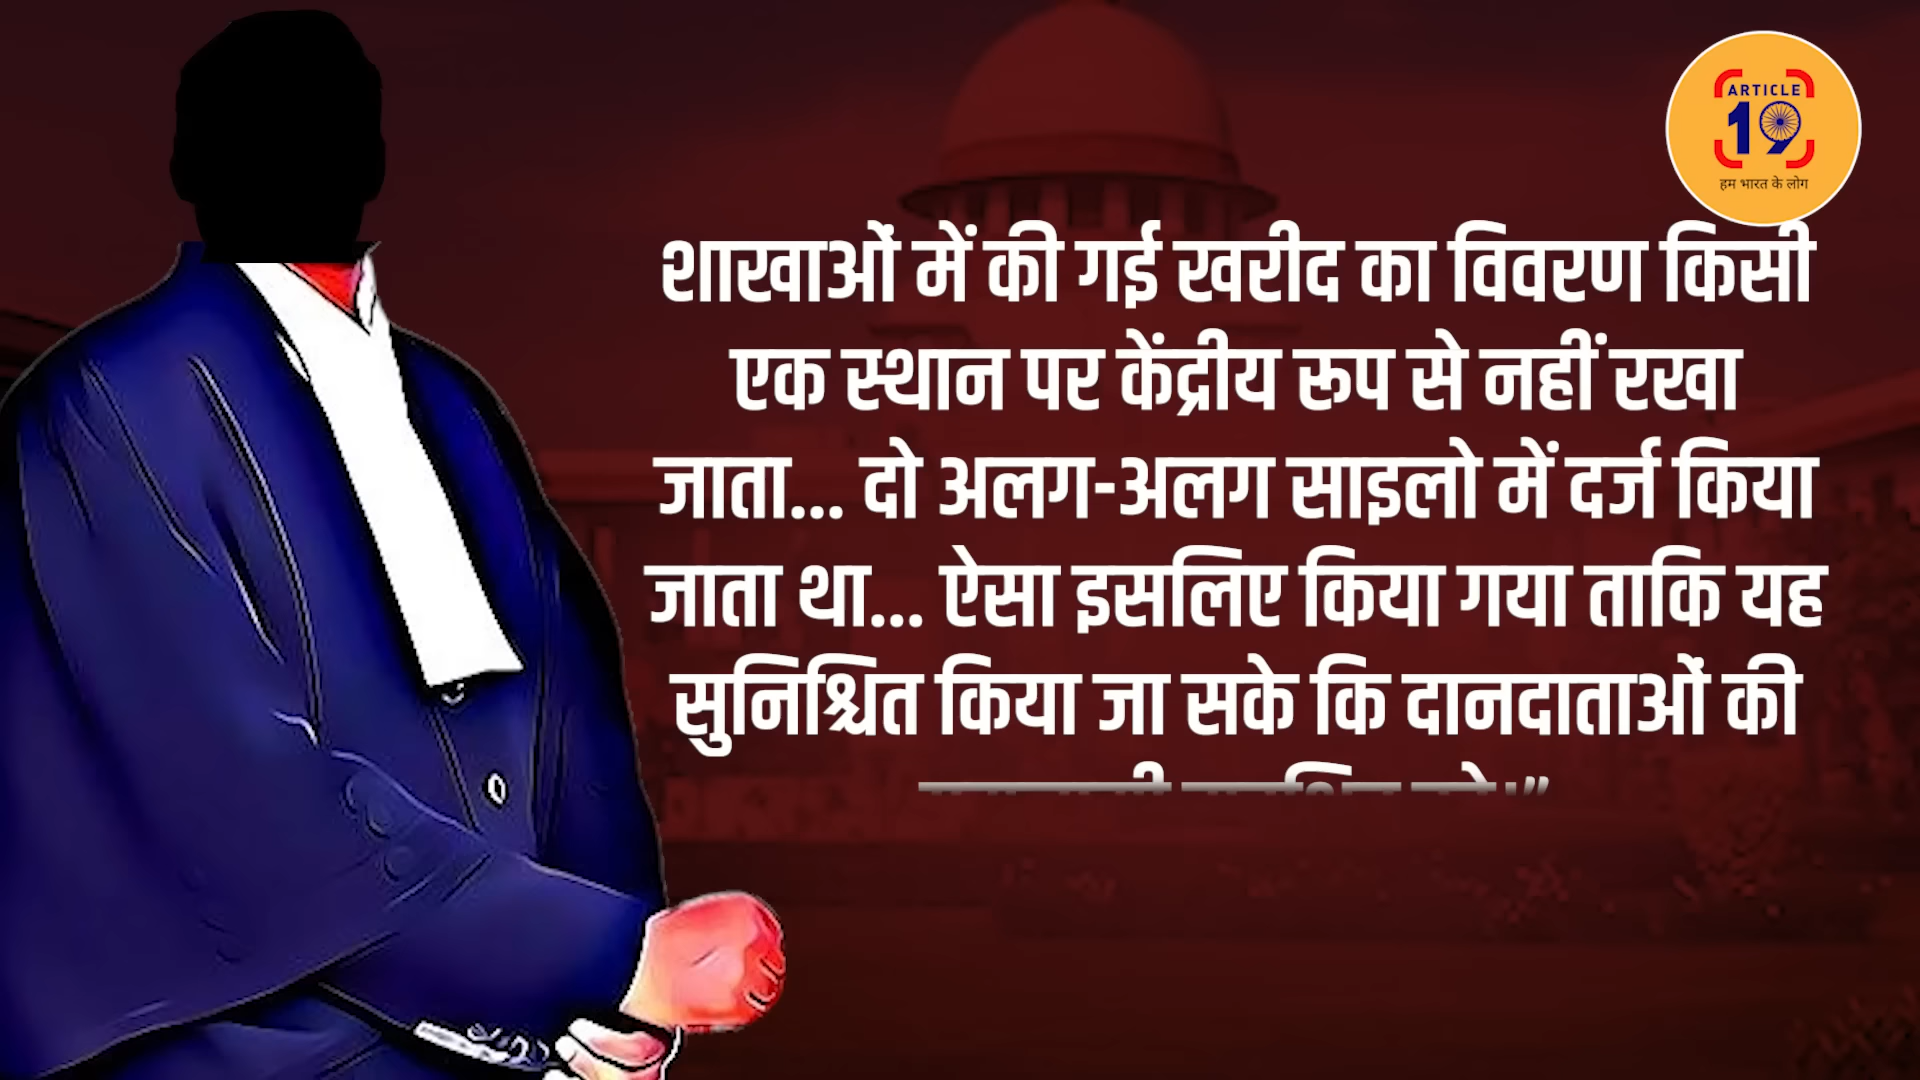 ARTICLE
19
हम भारत के लोग
शाखाओं में की गई खरीद का विवरण किसी
एक स्थान पर केंद्रीय रूप से नहीं रखा
जाता... दो अलग-अलग साइलो में दर्ज किया
जाता था... ऐसा इसलिए किया गया ताकि यह
सुनिश्चित किया जा सके कि दानदाताओं की